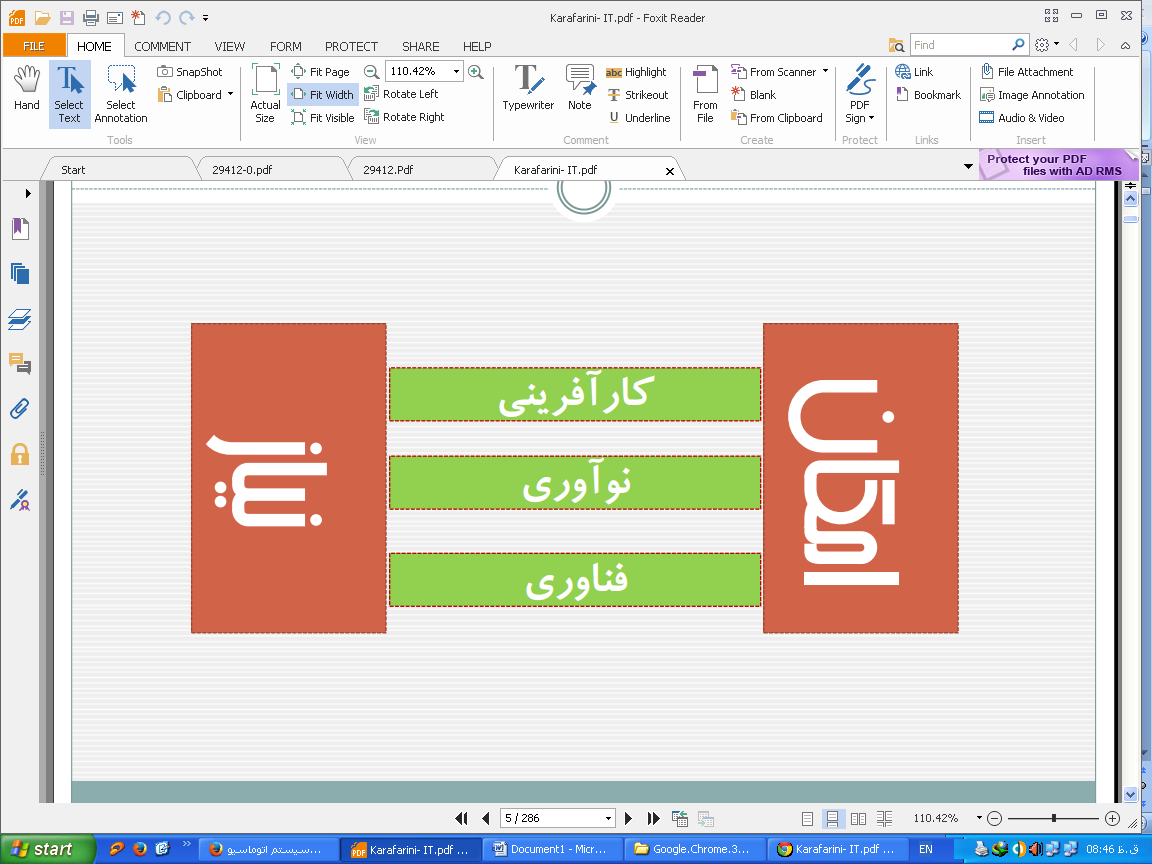 Karafarini- IT.pdf - Foxit Reader
FILE HOME COMMENT VIEW FORM PROTECT SHARE HELP
Find
Hand
Select Text
Select Annotation
SnapShot
Clipboard
Tools
Actual Size
Fit Page
Fit Width
Fit Visible
110.42%
Rotate Left
Rotate Right
View
Typewriter
Note
Highlight
Strikeout
Underline
Comment
From File
From Scanner
Blank
From Clipboard
Create
PDF Sign
Protect
Link
Bookmark
Links
File Attachment
Image Annotation
Audio & Video
Insert
Start 29412-0.pdf 29412.Pdf Karafarini- IT.pdf
Protect your PDF
files with AD RMS
کارآفرینی
نوآوری
فناوری
نیاز
امکان
5 / 286
110.42%
start
سیستم اتوماسیو...
Karafarini- IT.pdf ...
Document1 - Micr...
Google.Chrome.3...
Karafarini- IT.pdf ...
EN
08:46 ق.ظ